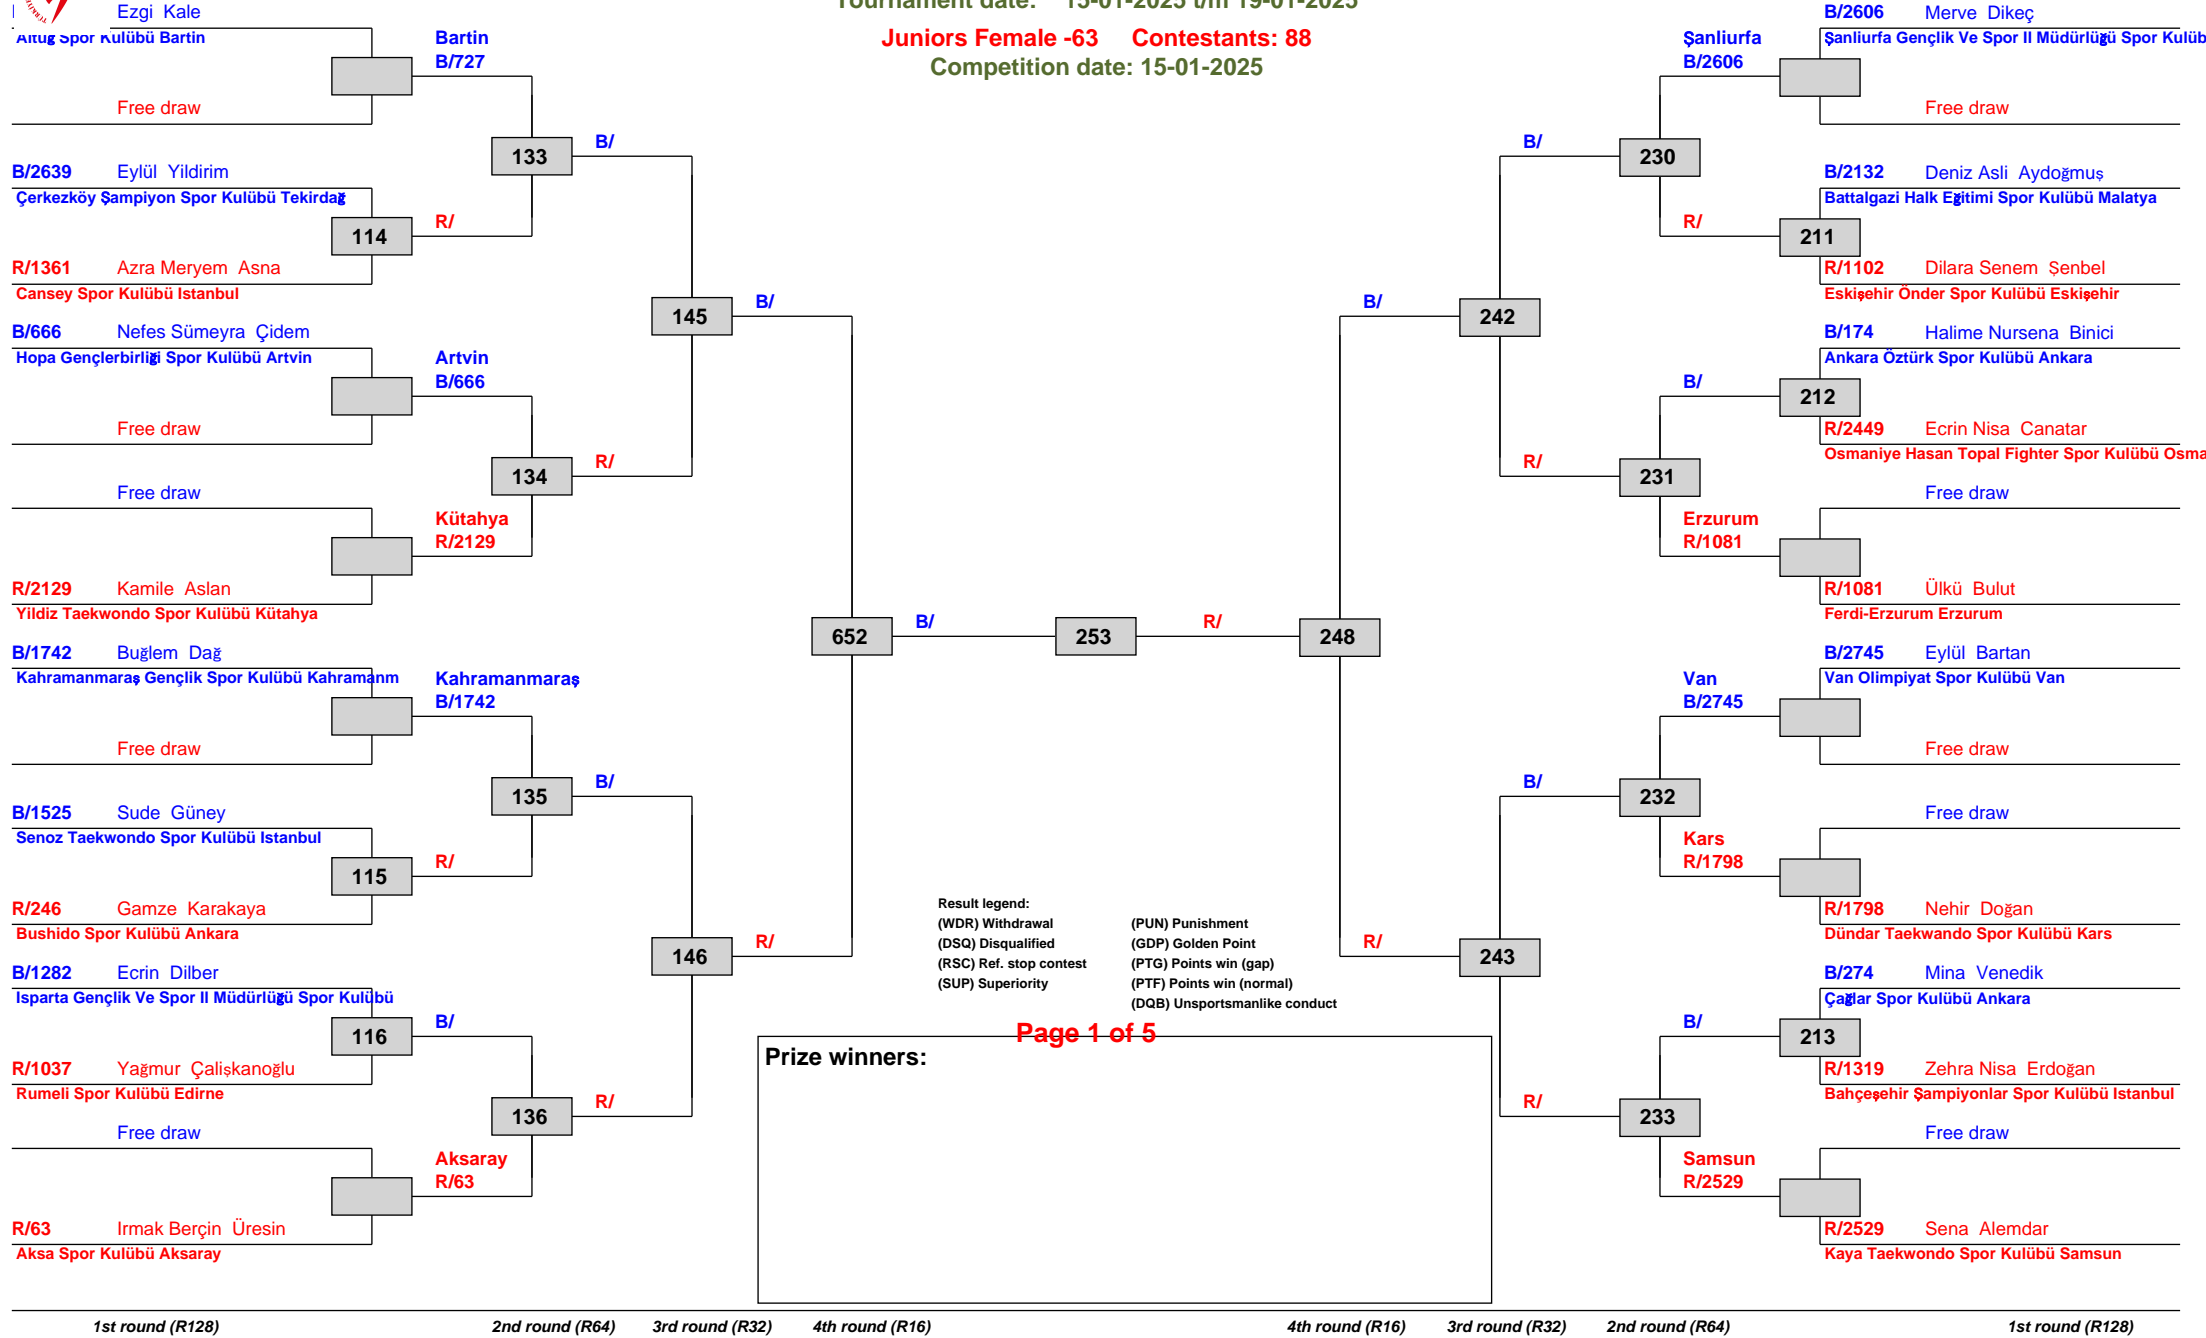 Tournament date: 15-01-2025 t/m 19-01-2025
Juniors Female -63 Contestants: 88
Competition date: 15-01-2025
Ezgi Kale
Altuğ Spor Kulübü Bartin
Free draw
Bartin
B/727
B/2639 Eylül Yildirim
Çerkezköy Şampiyon Spor Kulübü Tekirdağ
114
R/1361 Azra Meryem Asna
Cansey Spor Kulübü Istanbul
R/
133
B/
B/666 Nefes Sümeyra Çidem
Hopa Gençlerbirliği Spor Kulübü Artvin
Free draw
Artvin
B/666
Free draw
R/2129 Kamile Aslan
Yildiz Taekwondo Spor Kulübü Kütahya
Kütahya
R/2129
134
R/
145
B/
B/1742 Buğlem Dağ
Kahramanmaraş Gençlik Spor Kulübü Kahramanm
Free draw
Kahramanmaraş
B/1742
B/1525 Sude Güney
Senoz Taekwondo Spor Kulübü Istanbul
115
R/246 Gamze Karakaya
Bushido Spor Kulübü Ankara
R/
135
B/
B/1282 Ecrin Dilber
Isparta Gençlik Ve Spor Il Müdürlüğü Spor Kulübü
116
R/1037 Yağmur Çalişkanoğlu
Rumeli Spor Kulübü Edirne
B/
Free draw
R/63 Irmak Berçin Üresin
Aksa Spor Kulübü Aksaray
Aksaray
R/63
136
R/
146
R/
652
B/
253
R/
248
B/
R/
242
B/
R/
243
B/
R/
230
Şanliurfa
B/2606
R/
231
B/
Erzurum
R/1081
232
Van
B/2745
Kars
R/1798
233
B/
Samsun
R/2529
B/2606 Merve Dikeç
Şanliurfa Gençlik Ve Spor Il Müdürlüğü Spor Kulüb
Free draw
B/2132 Deniz Asli Aydoğmuş
Battalgazi Halk Eğitimi Spor Kulübü Malatya
211
R/1102 Dilara Senem Şenbel
Eskişehir Önder Spor Kulübü Eskişehir
B/174 Halime Nursena Binici
Ankara Öztürk Spor Kulübü Ankara
212
R/2449 Ecrin Nisa Canatar
Osmaniye Hasan Topal Fighter Spor Kulübü Osma
Free draw
R/1081 Ülkü Bulut
Ferdi-Erzurum Erzurum
B/2745 Eylül Bartan
Van Olimpiyat Spor Kulübü Van
Free draw
Free draw
R/1798 Nehir Doğan
Dündar Taekwando Spor Kulübü Kars
B/274 Mina Venedik
Çağlar Spor Kulübü Ankara
213
R/1319 Zehra Nisa Erdoğan
Bahçeşehir Şampiyonlar Spor Kulübü Istanbul
Free draw
R/2529 Sena Alemdar
Kaya Taekwondo Spor Kulübü Samsun
Result legend:
(WDR) Withdrawal (PUN) Punishment
(DSQ) Disqualified (GDP) Golden Point
(RSC) Ref. stop contest (PTG) Points win (gap)
(SUP) Superiority (PTF) Points win (normal)
(DQB) Unsportsmanlike conduct
Page 1 of 5
Prize winners:
1st round (R128) 2nd round (R64) 3rd round (R32) 4th round (R16) 4th round (R16) 3rd round (R32) 2nd round (R64) 1st round (R128)